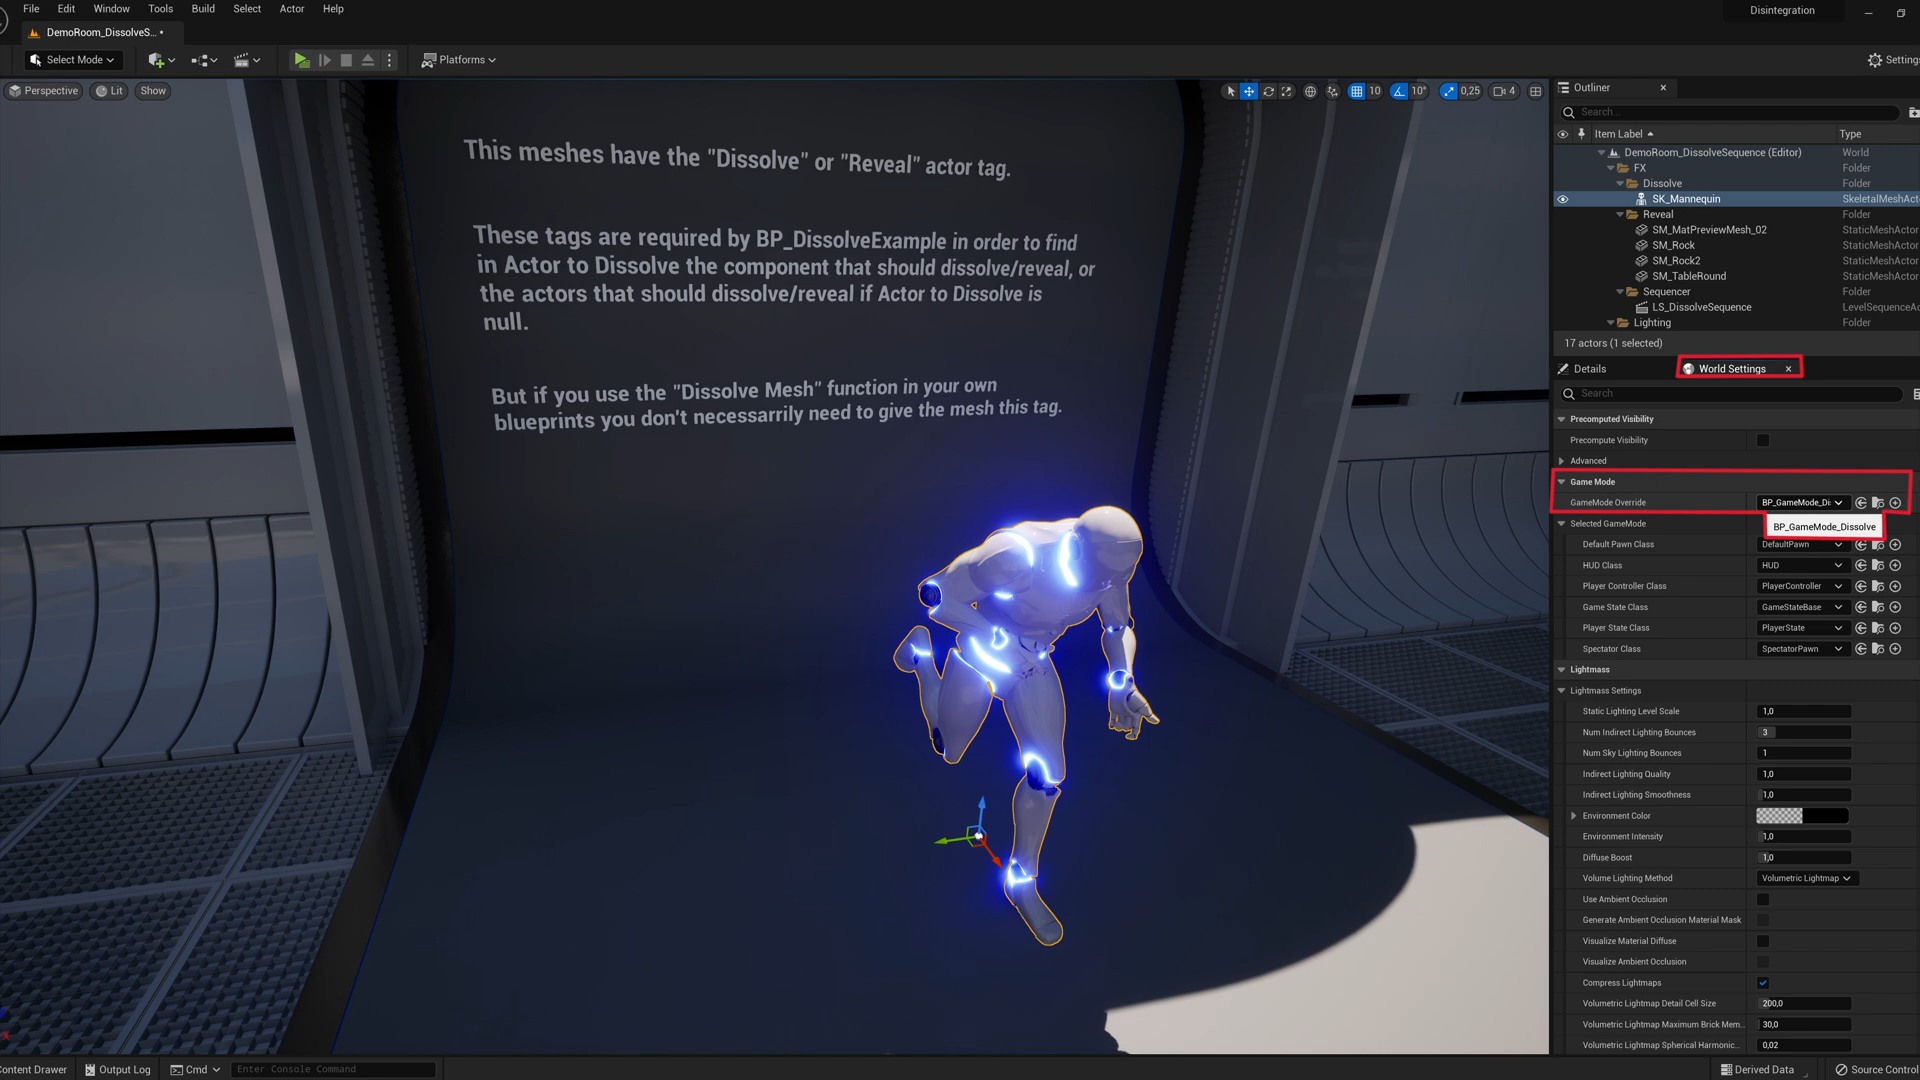 File Edit Window Tools Build Select Actor Help
Disintegration
DemoRoom_DissolveS... •
Select Mode
Platforms
Settings
Perspective Lit Show
10 10° 0,25 4
Outliner
Search...
Item Label Type
DemoRoom_DissolveSequence (Editor) World
FX Folder
Dissolve Folder
SK_Mannequin SkeletalMeshActo
Reveal Folder
SM_MatPreviewMesh_02 StaticMeshActor
SM_Rock StaticMeshActor
SM_Rock2 StaticMeshActor
SM_TableRound StaticMeshActor
Sequencer Folder
LS_DissolveSequence LevelSequenceAc
Lighting Folder
17 actors (1 selected)
This meshes have the "Dissolve" or "Reveal" actor tag.
These tags are required by BP_DissolveExample in order to find
in Actor to Dissolve the component that should dissolve/reveal, or
the actors that should dissolve/reveal if Actor to Dissolve is
null.
But if you use the "Dissolve Mesh" function in your own
blueprints you don't necessarrily need to give the mesh this tag.
Details World Settings
Search
Precomputed Visibility
Precompute Visibility
Advanced
Game Mode
GameMode Override BP_GameMode_Di
Selected GameMode BP_GameMode_Dissolve
Default Pawn Class DefaultPawn
HUD Class HUD
Player Controller Class PlayerController
Game State Class GameStateBase
Player State Class PlayerState
Spectator Class SpectatorPawn
Lightmass
Lightmass Settings
Static Lighting Level Scale 1,0
Num Indirect Lighting Bounces 3
Num Sky Lighting Bounces 1
Indirect Lighting Quality 1,0
Indirect Lighting Smoothness 1,0
Environment Color
Environment Intensity 1,0
Diffuse Boost 1,0
Volume Lighting Method Volumetric Lightmap
Use Ambient Occlusion
Generate Ambient Occlusion Material Mask
Visualize Material Diffuse
Visualize Ambient Occlusion
Compress Lightmaps
Volumetric Lightmap Detail Cell Size 200,0
Volumetric Lightmap Maximum Brick Mem... 30,0
Volumetric Lightmap Spherical Harmonic... 0,02
ontent Drawer Output Log Cmd Enter Console Command Derived Data Source Control